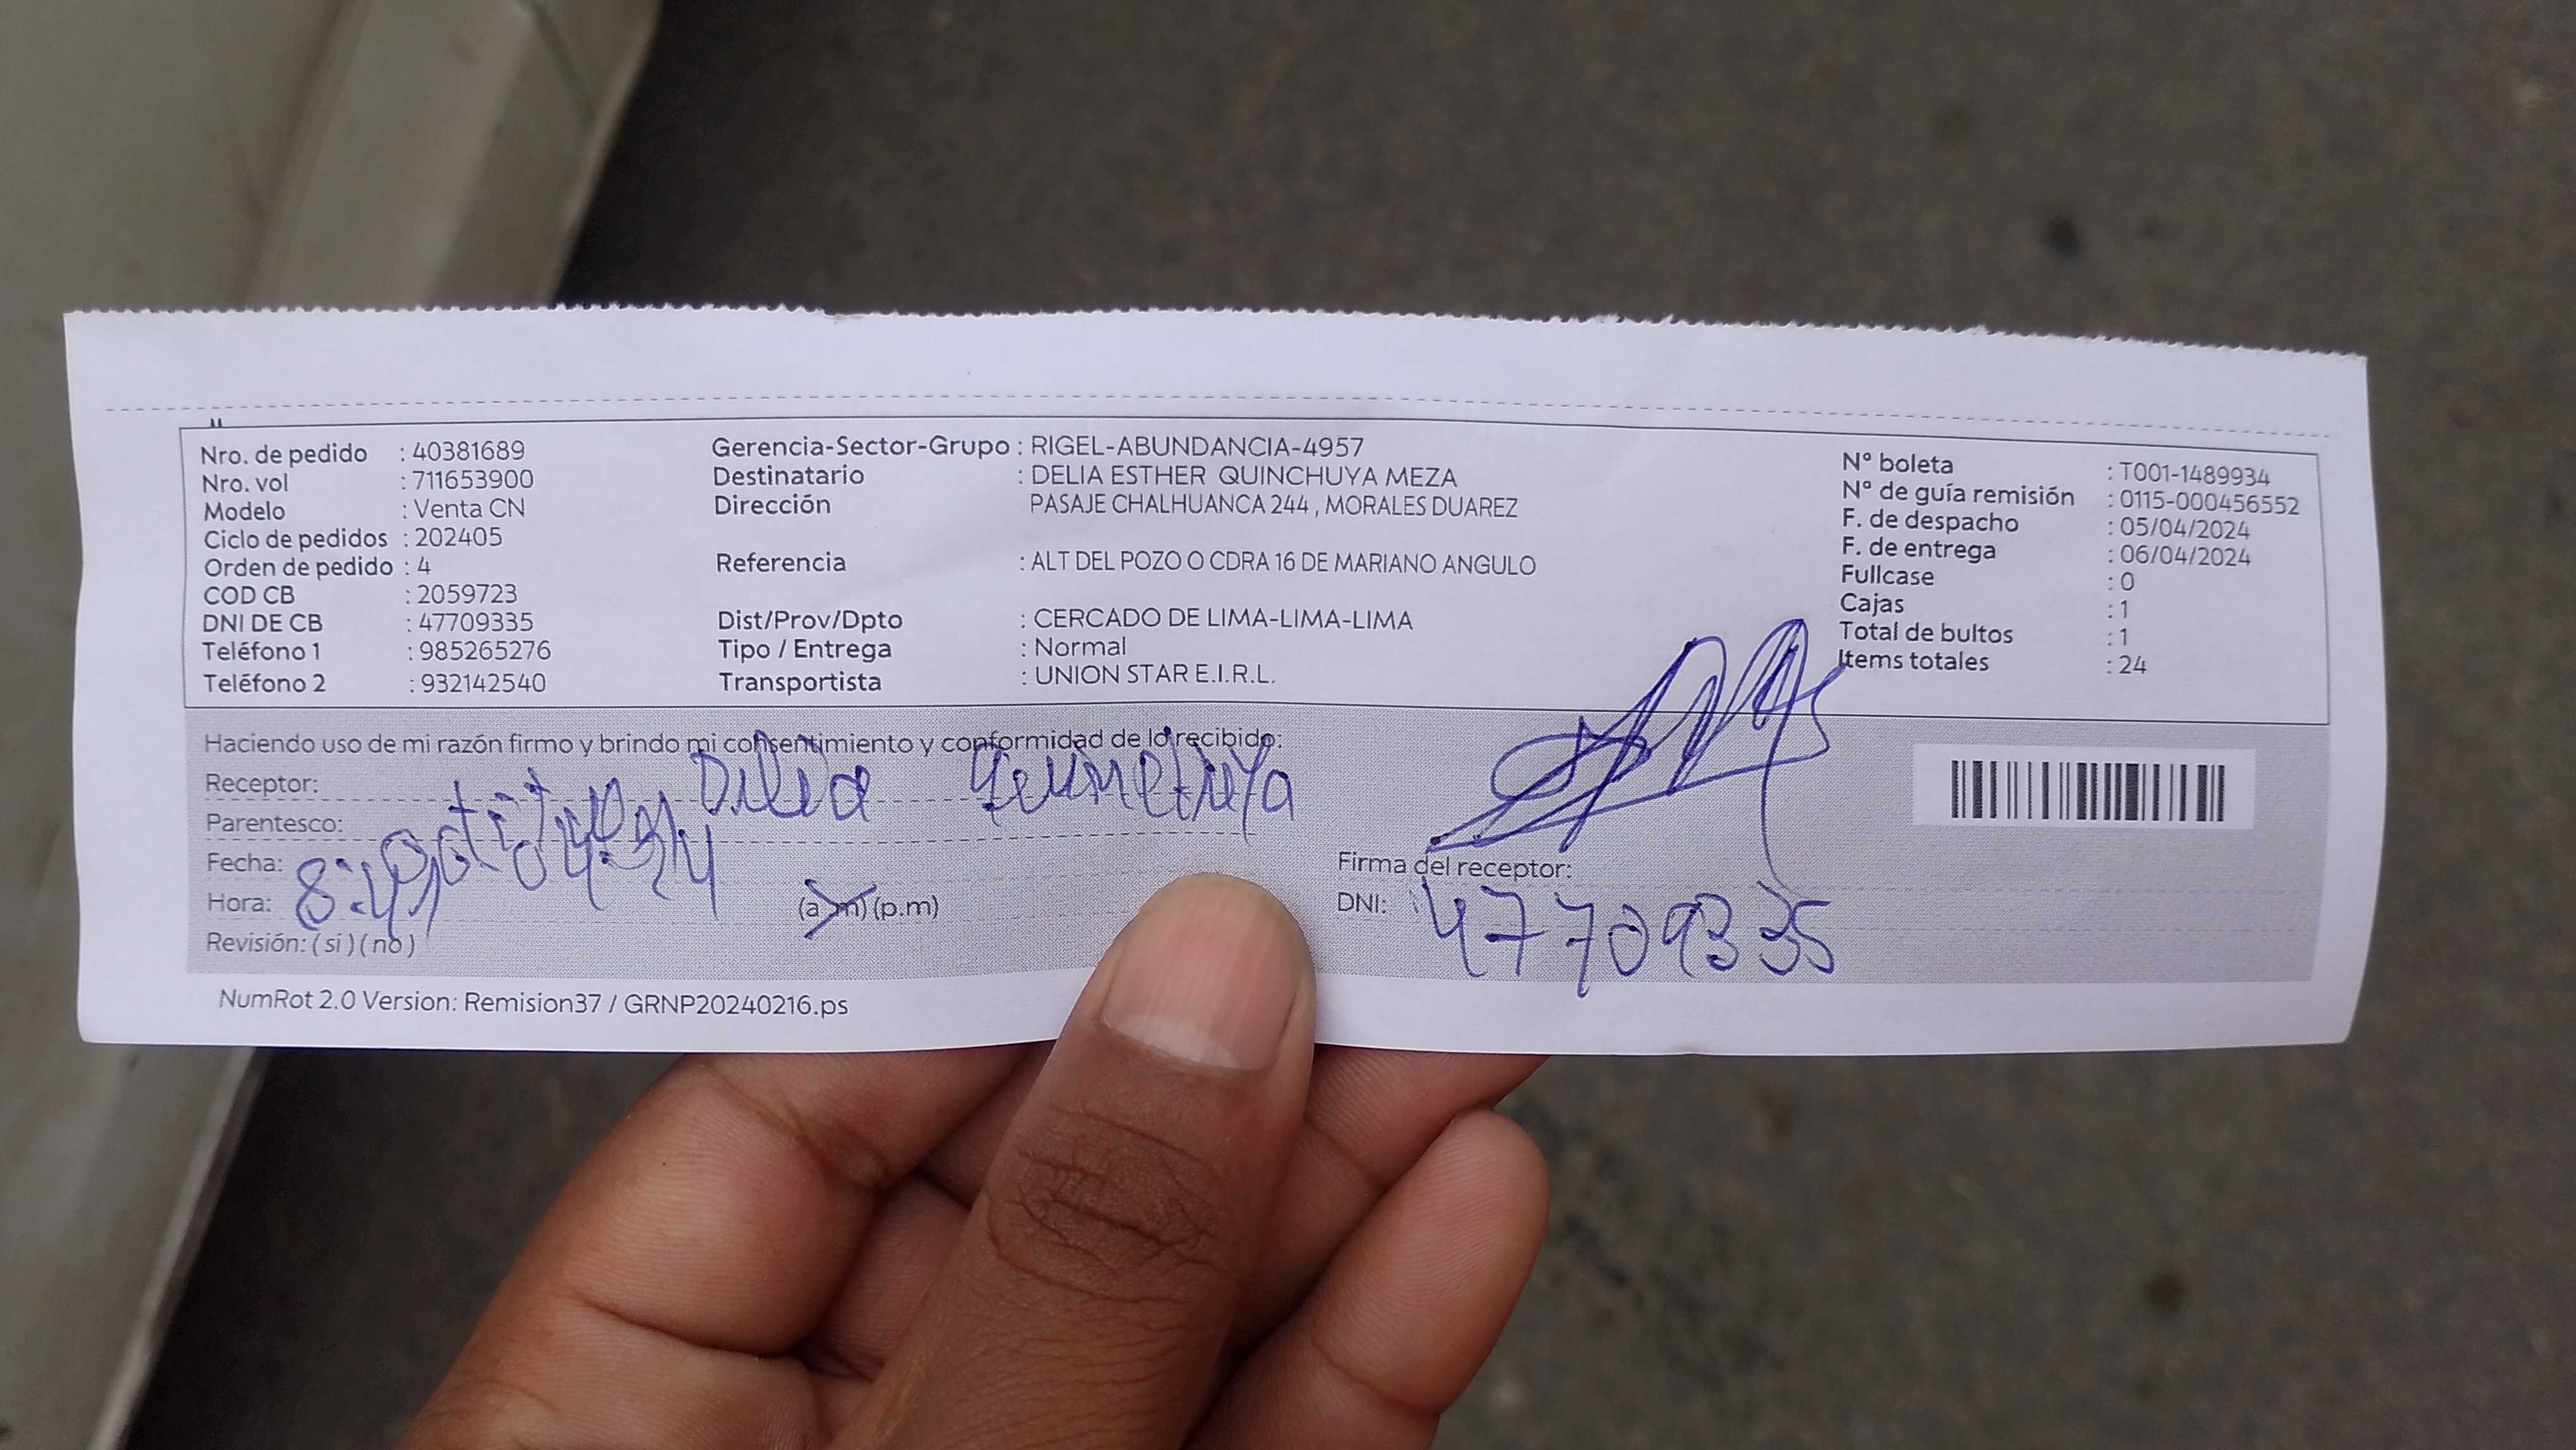 Nro. de pedido : 40381689
Nro. vol : 711653900
Modelo : Venta CN
Ciclo de pedidos : 202405
Orden de pedido : 4
COD CB : 2059723
DNI DE CB : 47709335
Teléfono 1 : 985265276
Teléfono 2 : 932142540
Gerencia-Sector-Grupo : RIGEL-ABUNDANCIA-4957
Destinatario : DELIA ESTHER QUINCHUYA MEZA
Dirección PASAJE CHALHUANCA 244 , MORALES DUAREZ
Referencia : ALT DEL POZO O CDRA 16 DE MARIANO ANGULO
Dist/Prov/Dpto : CERCADO DE LIMA-LIMA-LIMA
Tipo / Entrega : Normal
Transportista : UNION STAR E.I.R.L.
N° boleta : T001-1489934
N° de guía remisión : 0115-000456552
F. de despacho : 05/04/2024
F. de entrega : 06/04/2024
Fullcase : 0
Cajas : 1
Total de bultos : 1
Items totales : 24
Haciendo uso de mi razón firmo y brindo mi consentimiento y conformidad de lo recibido:
Receptor:
Parentesco:
Fecha:
Hora: (a.m) (p.m)
Revisión: ( si ) ( no )
Firma del receptor:
DNI: 47709335
NumRot 2.0 Version: Remision37 / GRNP20240216.ps